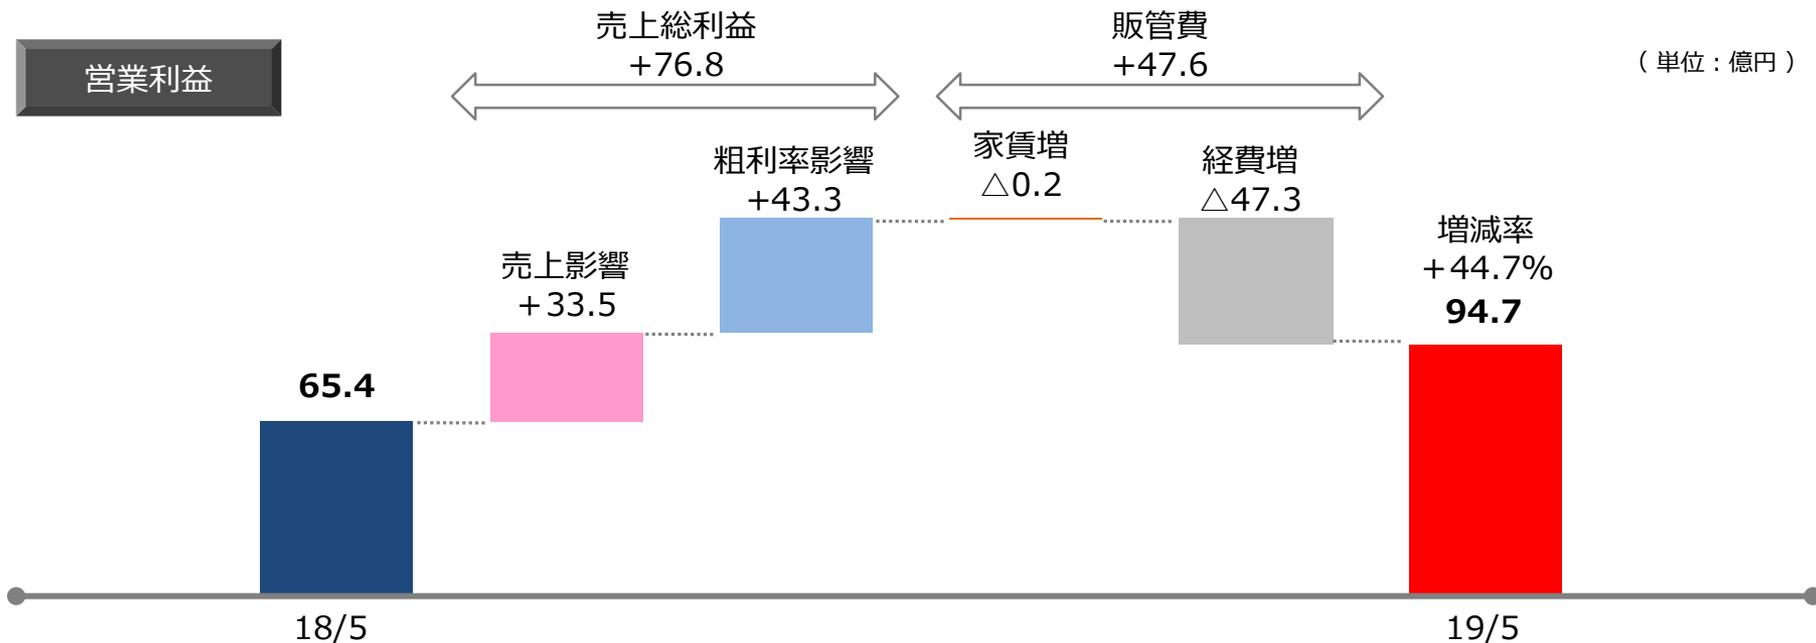 営業利益
売上総利益
+76.8
販管費
+47.6
( 単位:億円 )
売上影響
+33.5
粗利率影響
+43.3
家賃増
△0.2
経費増
△47.3
増減率
+44.7%
94.7
65.4
18/5
19/5